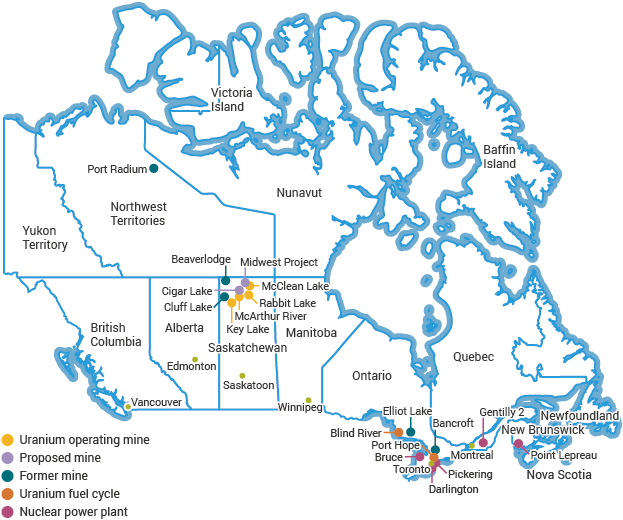 Victoria
Island
Baffin
Island
Port Radium
Nunavut
Northwest
Territories
Yukon
Territory
Beaverlodge
Midwest Project
McClean Lake
Cigar Lake
Rabbit Lake
Cluff Lake
McArthur River
Key Lake
British
Columbia
Alberta
Manitoba
Saskatchewan
Quebec
Edmonton
Ontario
Saskatoon
Vancouver
Winnipeg
Elliot Lake
Gentilly 2
Newfoundland
Bancroft
New Brunswick
Blind River
Port Hope
Bruce
Montreal
Point Lepreau
Toronto
Pickering
Nova Scotia
Darlington
Uranium operating mine
Proposed mine
Former mine
Uranium fuel cycle
Nuclear power plant